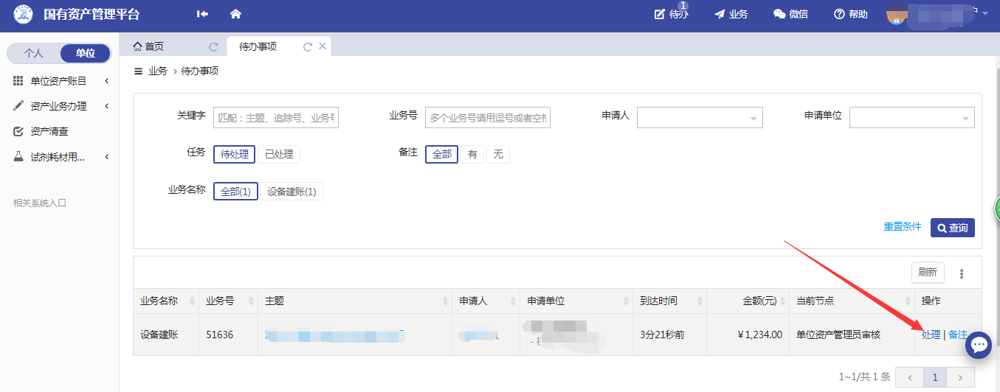 国有资产管理平台
待办 1 业务 微信 帮助
个人 单位
单位资产账目
资产业务办理
资产清查
试剂耗材用...
相关系统入口
首页 待办事项
业务 › 待办事项
关键字 匹配：主题、追踪号、业务号 业务号 多个业务号请用逗号或者空格 申请人 申请单位
任务 待处理 已处理 备注 全部 有 无
业务名称 全部(1) 设备建账(1)
重置条件 查询
刷新
业务名称 业务号 主题 申请人 申请单位 到达时间 金额(元) 当前节点 操作
设备建账 51636 3分21秒前 ￥1,234.00 单位资产管理员审核 处理 | 备注
1~1/共 1 条 ‹ 1 ›